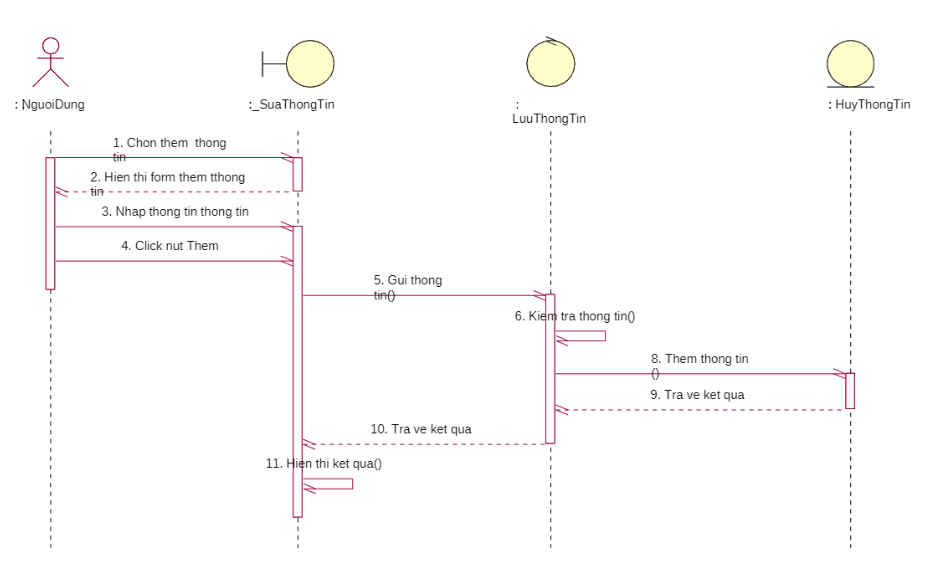 : NguoiDung
:_SuaThongTin
:
LuuThongTin
: HuyThongTin
1. Chon them thong
tin
2. Hien thi form them tthong
tin
3. Nhap thong tin thong tin
4. Click nut Them
5. Gui thong
tin()
6. Kiem tra thong tin()
8. Them thong tin
()
9. Tra ve ket qua
10. Tra ve ket qua
11. Hien thi ket qua()